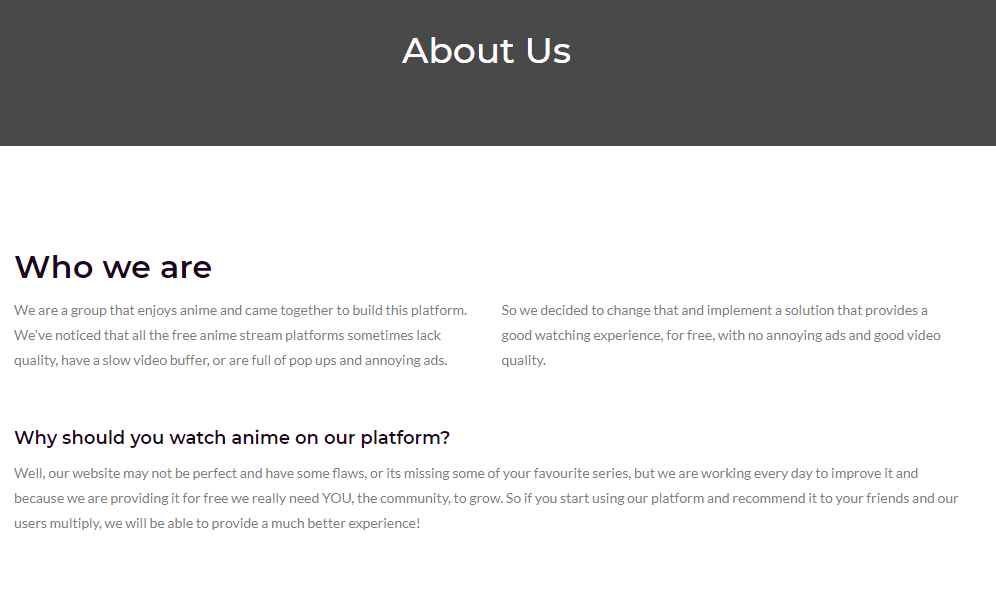 About Us
Who we are
We are a group that enjoys anime and came together to build this platform.
We've noticed that all the free anime stream platforms sometimes lack
quality, have a slow video buffer, or are full of pop ups and annoying ads.
So we decided to change that and implement a solution that provides a
good watching experience, for free, with no annoying ads and good video
quality.
Why should you watch anime on our platform?
Well, our website may not be perfect and have some flaws, or its missing some of your favourite series, but we are working every day to improve it and
because we are providing it for free we really need YOU, the community, to grow. So if you start using our platform and recommend it to your friends and our
users multiply, we will be able to provide a much better experience!